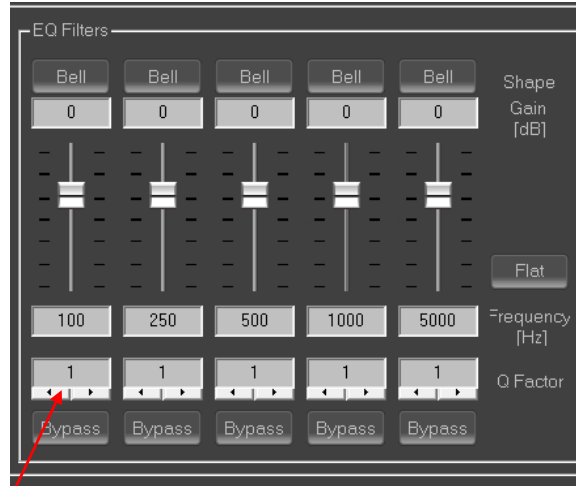 EQ Filters
Bell Bell Bell Bell Bell Shape
0 0 0 0 0 Gain
[dB]
Flat
100 250 500 1000 5000 Frequency
[Hz]
1 1 1 1 1 Q Factor
Bypass Bypass Bypass Bypass Bypass